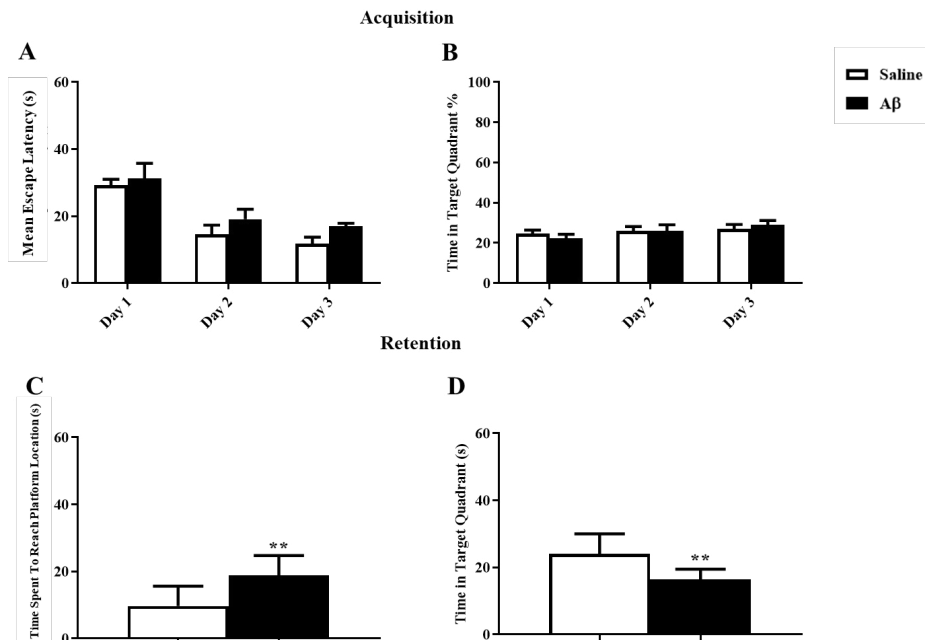 Acquisition
A
B
Saline
Aβ
Mean Escape Latency (s)
60
40
20
0
Day 1
Day 2
Day 3
Time in Target Quadrant %
100
80
60
40
20
0
Day 1
Day 2
Day 3
Retention
C
D
Time Spent To Reach Platform Location (s)
60
40
20
0
**
Time in Target Quadrant (s)
60
40
20
0
**